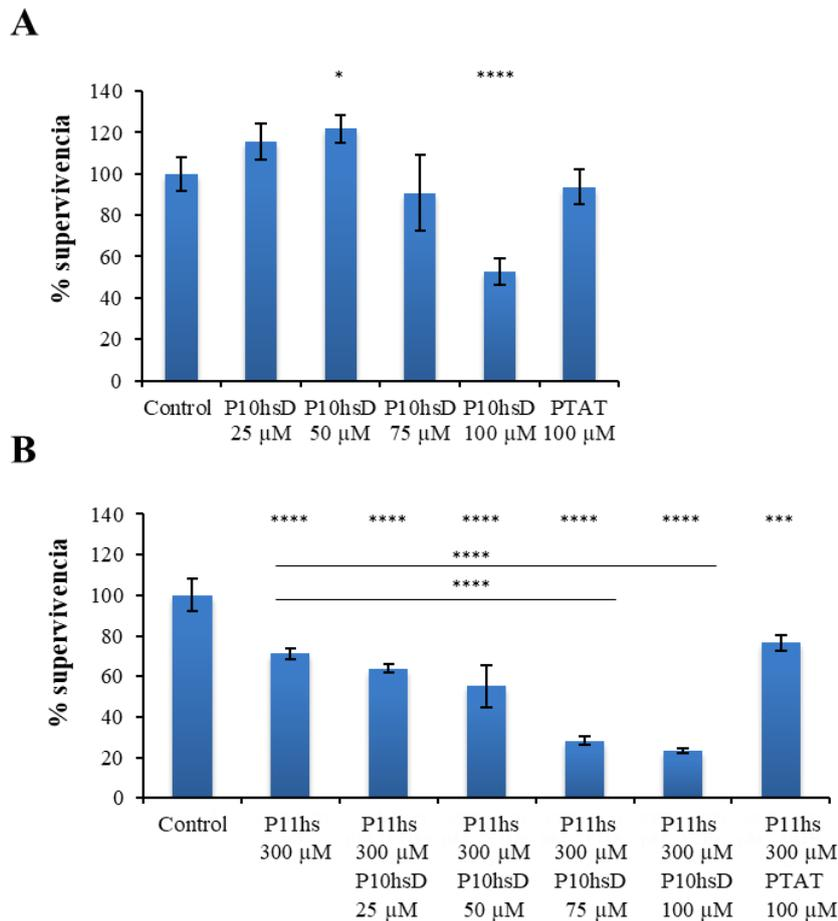 A
* ****
140
120
100
80
60
40
20
0
% supervivencia
Control P10hsD P10hsD P10hsD P10hsD PTAT
25 µM 50 µM 75 µM 100 µM 100 µM
B
140
120
100
80
60
40
20
0
% supervivencia
**** **** **** **** **** ***
****
****
Control P11hs P11hs P11hs P11hs P11hs P11hs
300 µM 300 µM 300 µM 300 µM 300 µM 300 µM
P10hsD P10hsD P10hsD P10hsD PTAT
25 µM 50 µM 75 µM 100 µM 100 µM